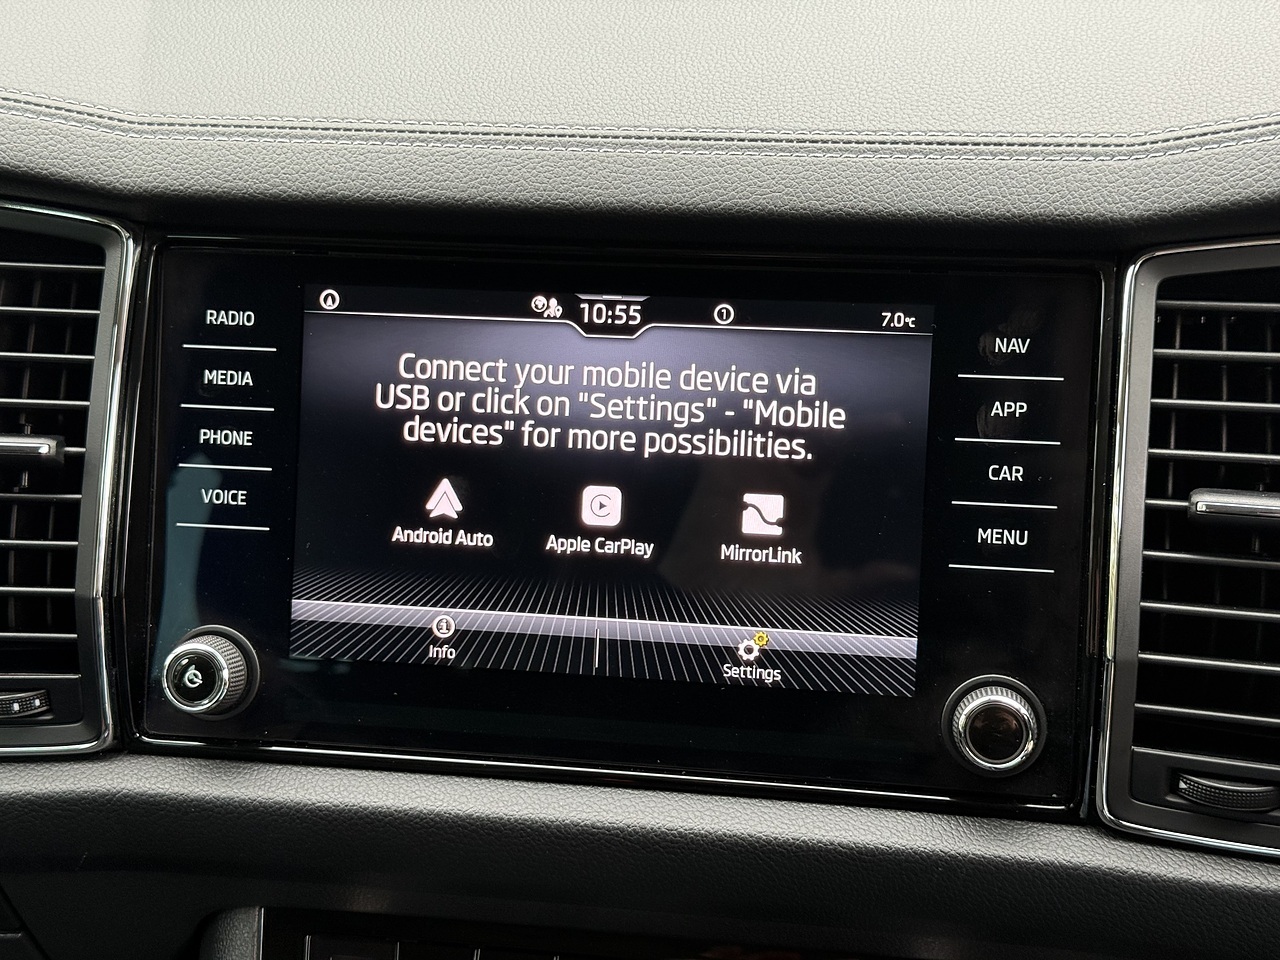 RADIO
MEDIA
PHONE
VOICE
10:55
1
7.0°C
Connect your mobile device via
USB or click on "Settings" - "Mobile
devices" for more possibilities.
Android Auto
Apple CarPlay
MirrorLink
Info
Settings
NAV
APP
CAR
MENU